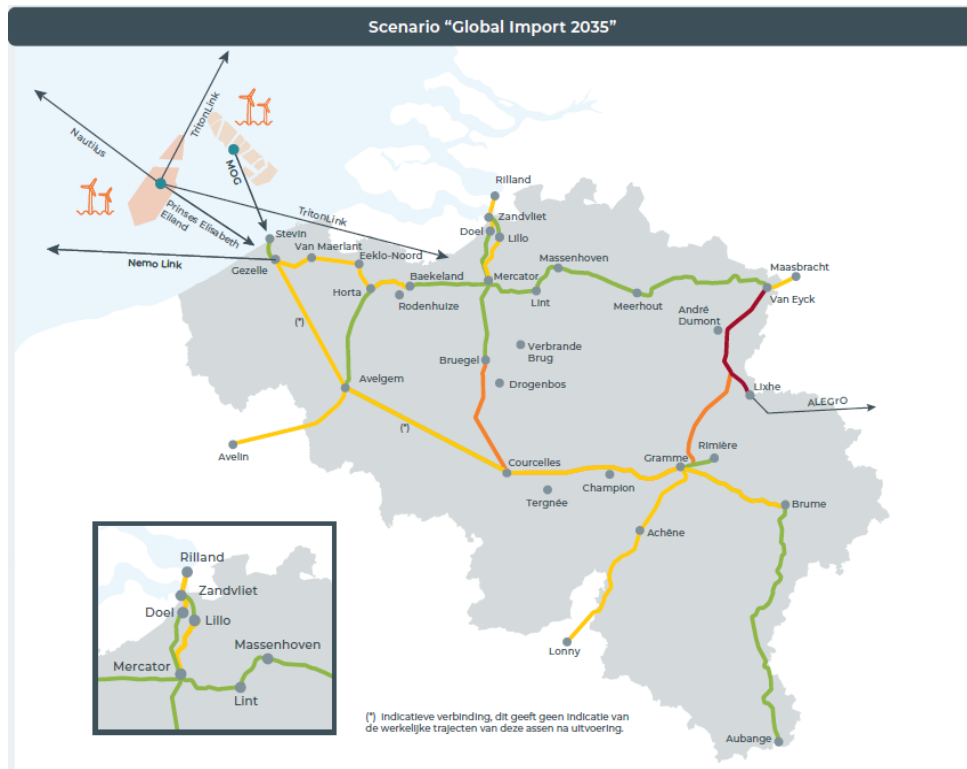 Scenario “Global Import 2035”
Nautilus
TritonLink
MOG
Prinses Elisabeth
Eiland
TritonLink
Nemo Link
Stevin
Gezelle
Van Maerlant
Eeklo-Noord
Horta
Baekeland
Rodenhuize
Rilland
Zandvliet
Doel
Lillo
Mercator
Massenhoven
Lint
Meerhout
Maasbracht
Van Eyck
André
Dumont
Verbrande
Brug
Bruegel
Drogenbos
(*)
Avelgem
Lixhe
ALEGrO
(*)
Avelin
Courcelles
Gramme
Rimière
Champion
Tergnée
Brume
Achêne
Lonny
Aubange
Rilland
Zandvliet
Doel
Lillo
Massenhoven
Mercator
Lint
(*) Indicatieve verbinding, dit geeft geen indicatie van
de werkelijke trajecten van deze assen na uitvoering.